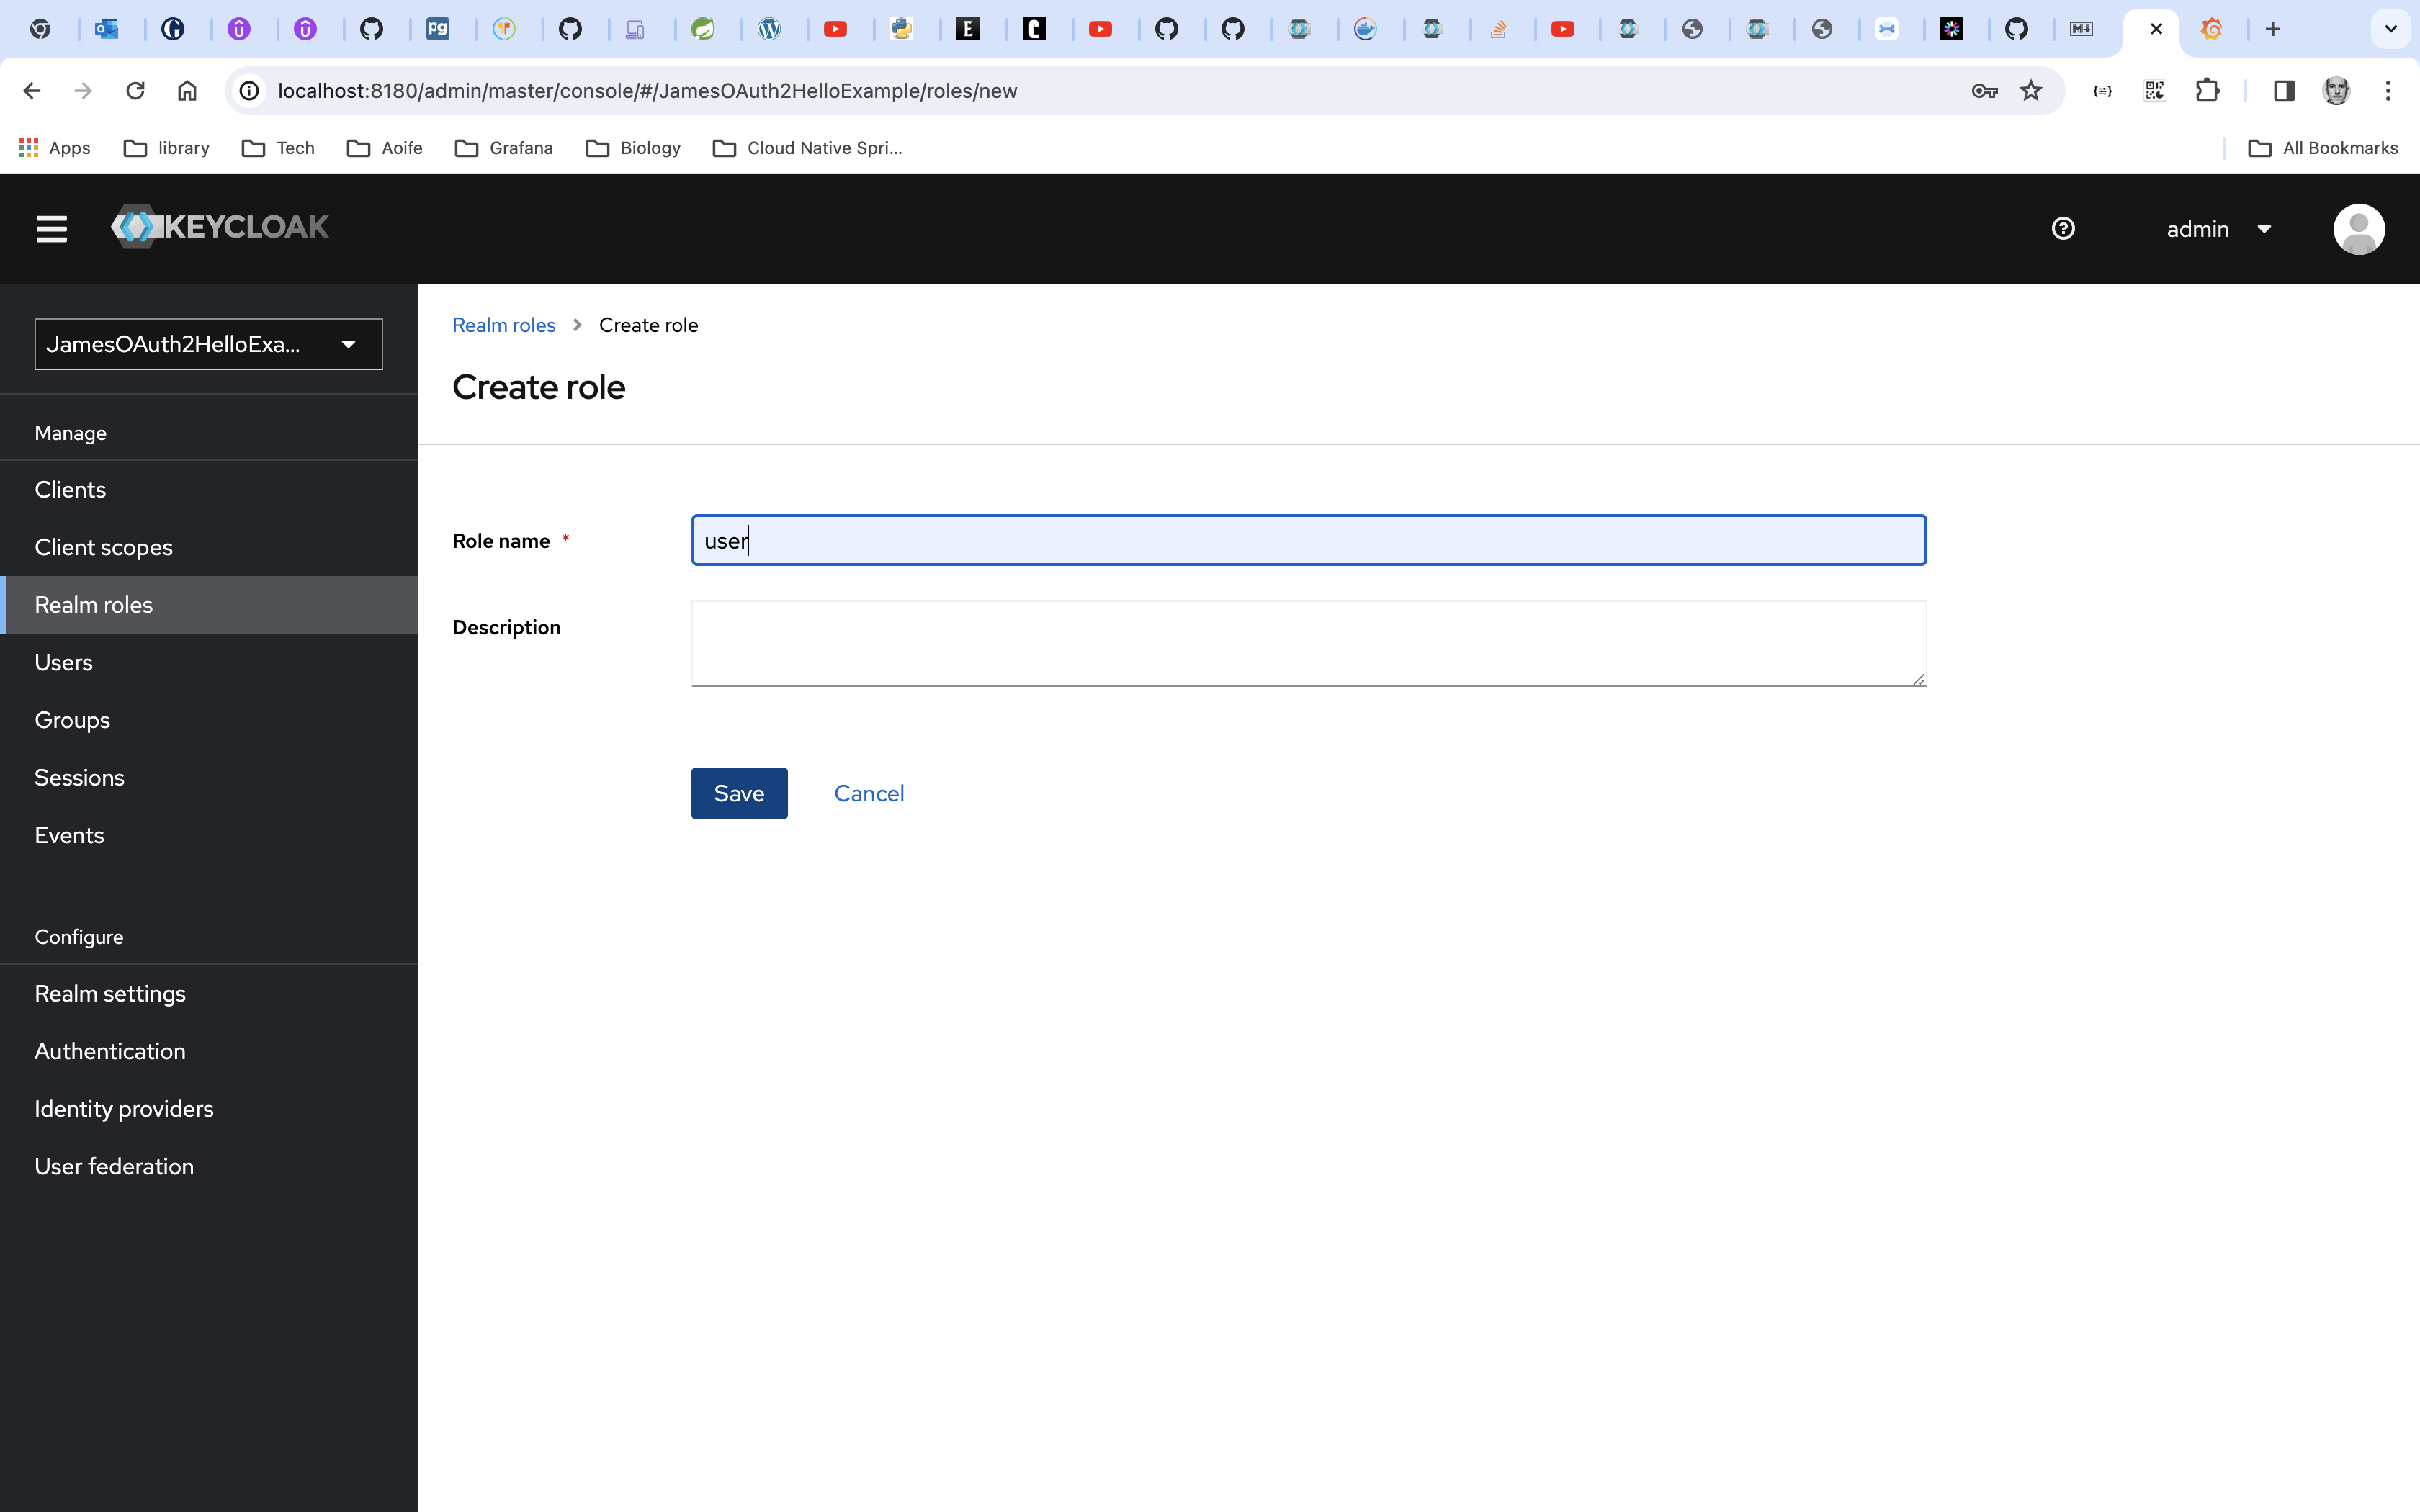 localhost:8180/admin/master/console/#/JamesOAuth2HelloExample/roles/new
Apps library Tech Aoife Grafana Biology Cloud Native Spri... All Bookmarks
KEYCLOAK admin
JamesOAuth2HelloExa...
Manage
Clients
Client scopes
Realm roles
Users
Groups
Sessions
Events
Configure
Realm settings
Authentication
Identity providers
User federation
Realm roles > Create role
Create role
Role name *
user
Description
Save Cancel